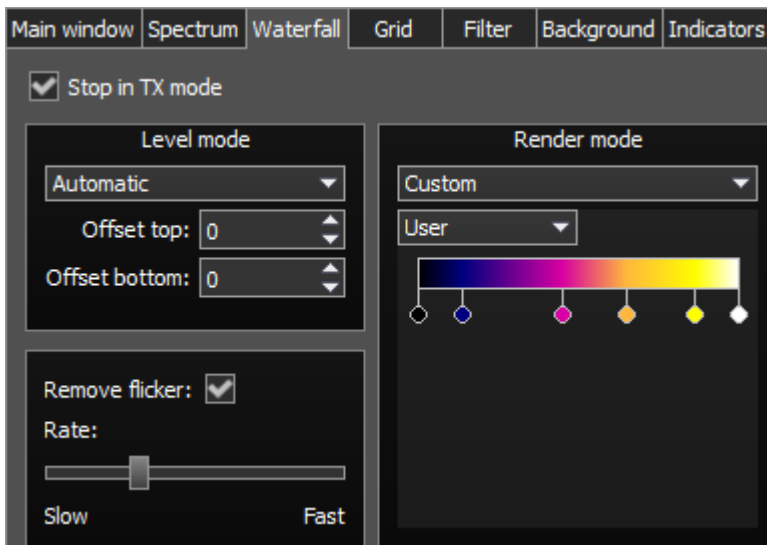 Main window Spectrum Waterfall Grid Filter Background Indicators
Stop in TX mode
Level mode
Automatic
Offset top: 0
Offset bottom: 0
Remove flicker:
Rate:
Slow Fast
Render mode
Custom
User